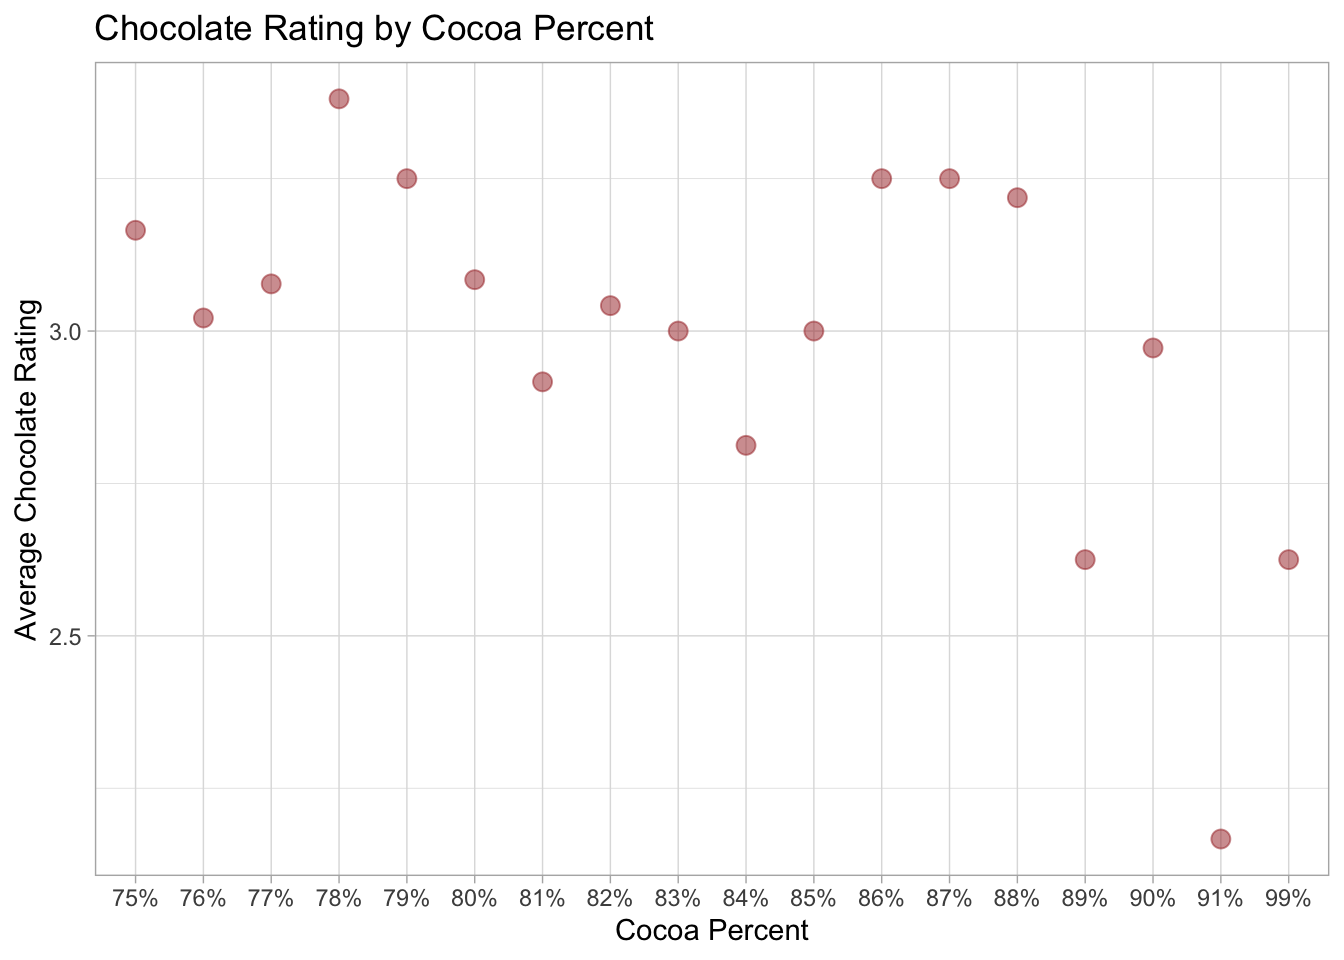 Chocolate Rating by Cocoa Percent
Average Chocolate Rating
3.0
2.5
75% 76% 77% 78% 79% 80% 81% 82% 83% 84% 85% 86% 87% 88% 89% 90% 91% 99%
Cocoa Percent